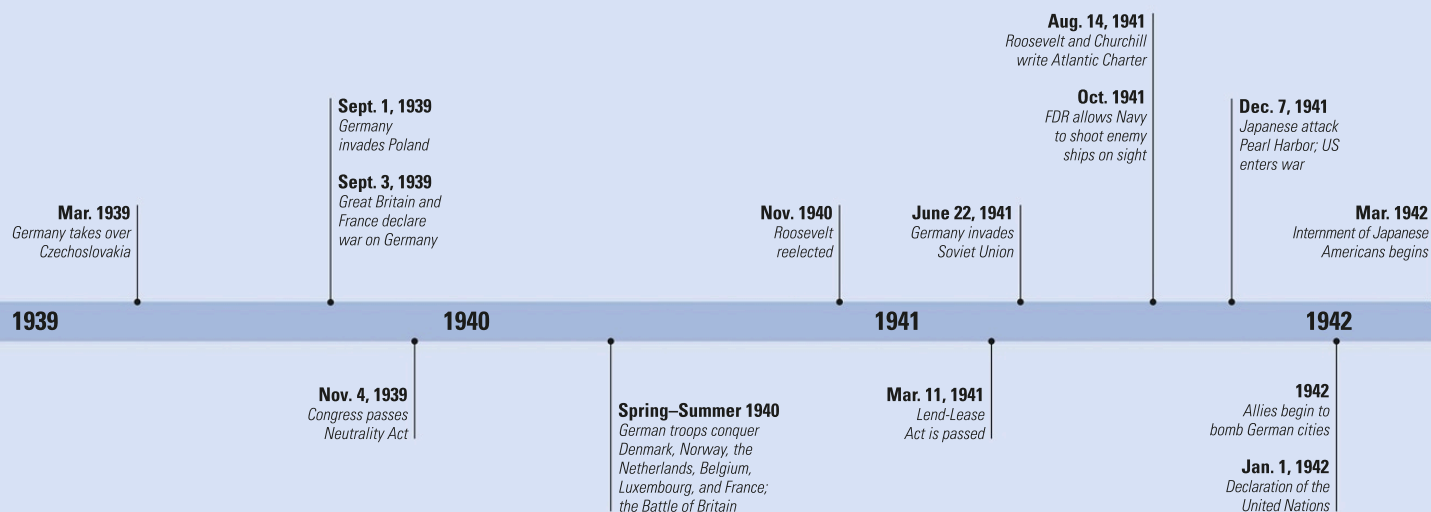 Aug. 14, 1941
Roosevelt and Churchill
write Atlantic Charter
Oct. 1941
FDR allows Navy
to shoot enemy
ships on sight
Sept. 1, 1939
Germany
invades Poland
Sept. 3, 1939
Great Britain and
France declare
war on Germany
Dec. 7, 1941
Japanese attack
Pearl Harbor; US
enters war
Mar. 1939
Germany takes over
Czechoslovakia
Nov. 1940
Roosevelt
reelected
June 22, 1941
Germany invades
Soviet Union
Mar. 1942
Internment of Japanese
Americans begins
1939
1940
1941
1942
Nov. 4, 1939
Congress passes
Neutrality Act
Spring–Summer 1940
German troops conquer
Denmark, Norway, the
Netherlands, Belgium,
Luxembourg, and France;
the Battle of Britain
Mar. 11, 1941
Lend-Lease
Act is passed
1942
Allies begin to
bomb German cities
Jan. 1, 1942
Declaration of the
United Nations